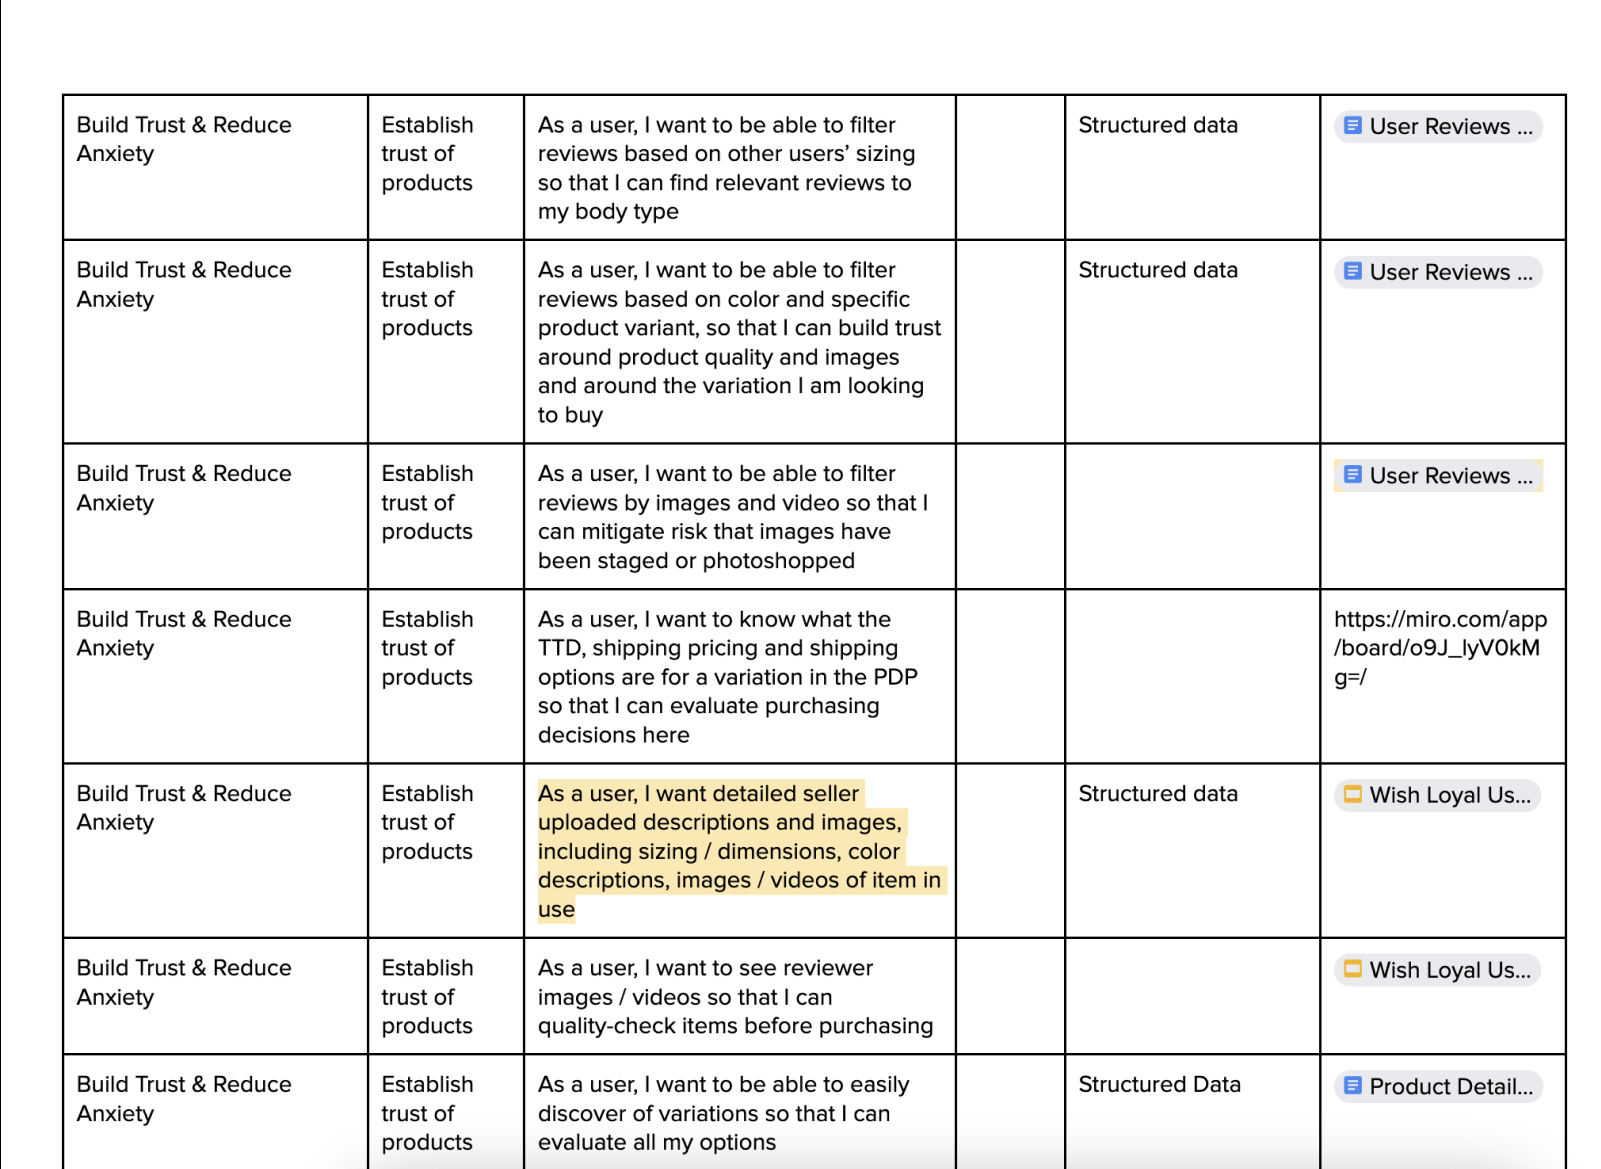 Build Trust & Reduce
Anxiety
Establish
trust of
products
As a user, I want to be able to filter
reviews based on other users’ sizing
so that I can find relevant reviews to
my body type
Structured data
User Reviews ...
Build Trust & Reduce
Anxiety
Establish
trust of
products
As a user, I want to be able to filter
reviews based on color and specific
product variant, so that I can build trust
around product quality and images
and around the variation I am looking
to buy
Structured data
User Reviews ...
Build Trust & Reduce
Anxiety
Establish
trust of
products
As a user, I want to be able to filter
reviews by images and video so that I
can mitigate risk that images have
been staged or photoshopped
User Reviews ...
Build Trust & Reduce
Anxiety
Establish
trust of
products
As a user, I want to know what the
TTD, shipping pricing and shipping
options are for a variation in the PDP
so that I can evaluate purchasing
decisions here
https://miro.com/app
/board/o9J_lyV0kM
g=/
Build Trust & Reduce
Anxiety
Establish
trust of
products
As a user, I want detailed seller
uploaded descriptions and images,
including sizing / dimensions, color
descriptions, images / videos of item in
use
Structured data
Wish Loyal Us...
Build Trust & Reduce
Anxiety
Establish
trust of
products
As a user, I want to see reviewer
images / videos so that I can
quality-check items before purchasing
Wish Loyal Us...
Build Trust & Reduce
Anxiety
Establish
trust of
products
As a user, I want to be able to easily
discover of variations so that I can
evaluate all my options
Structured Data
Product Detail...